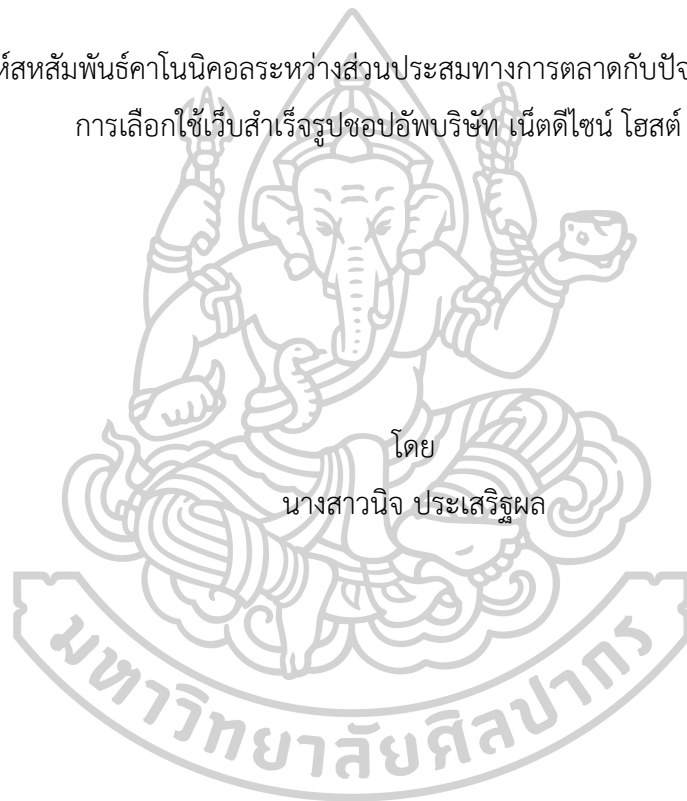 ห์สหสัมพันธ์คาโนนิคอลระหว่างส่วนประสมทางการตลาดกับปัจ
การเลือกใช้เว็บสำเร็จรูปชอปอัพบริษัท เน็ตดีไซน์ โฮสต์
โดย
นางสาวนิจ ประเสริฐผล
มหาวิทยาลัยศิลปากร